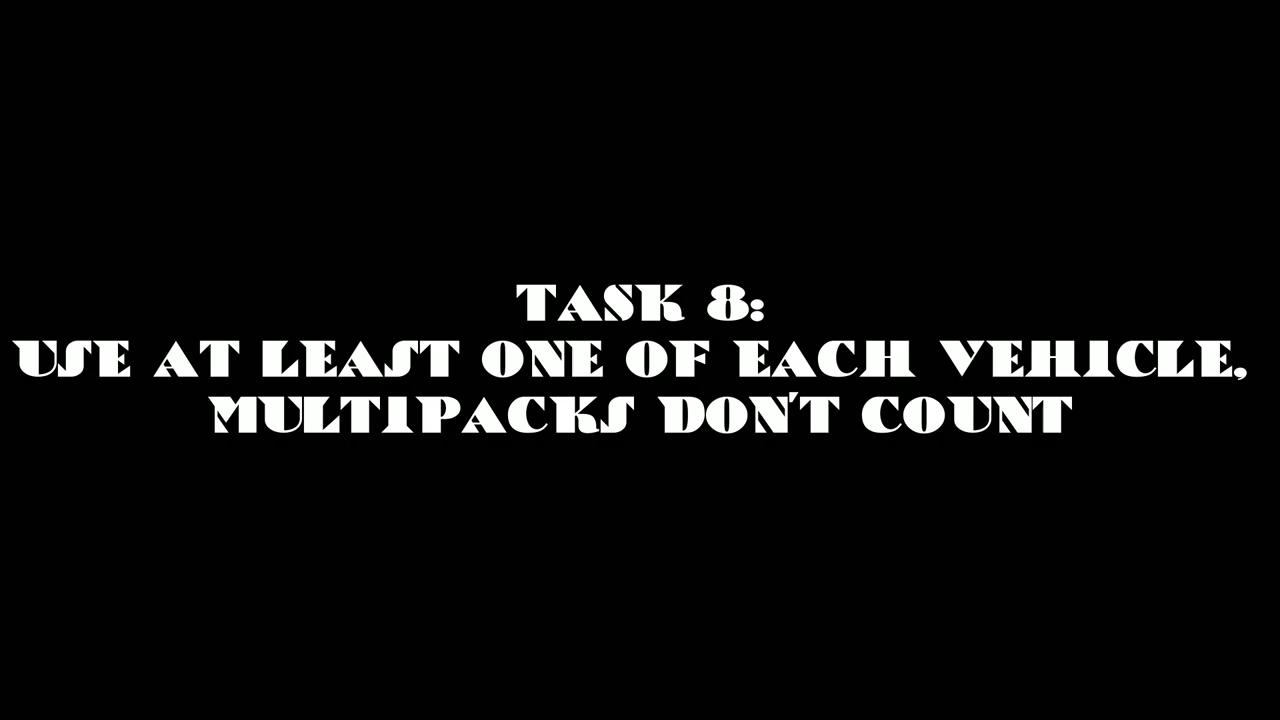 TASK 8:
USE AT LEAST ONE OF EACH VEHICLE,
MULTIPACKS DON'T COUNT